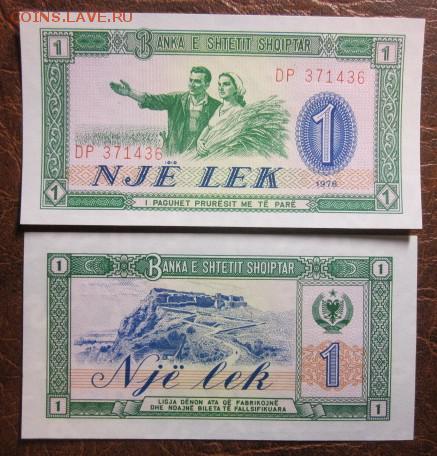 COINS.LAVE.RU
1 BANKA E SHTETIT SHQIPTAR 1
DP 371436
1
DP 371436
NJË LEK
1976
1 I PAGUHET PRURËSIT ME TË PARË 1
1 BANKA E SHTETIT SHQIPTAR 1
Një lek 1
1 LIGJA DËNON ATA QË FABRIKOJNË
DHE NDAJNË BILETA TË FALLSIFIKUARA 1